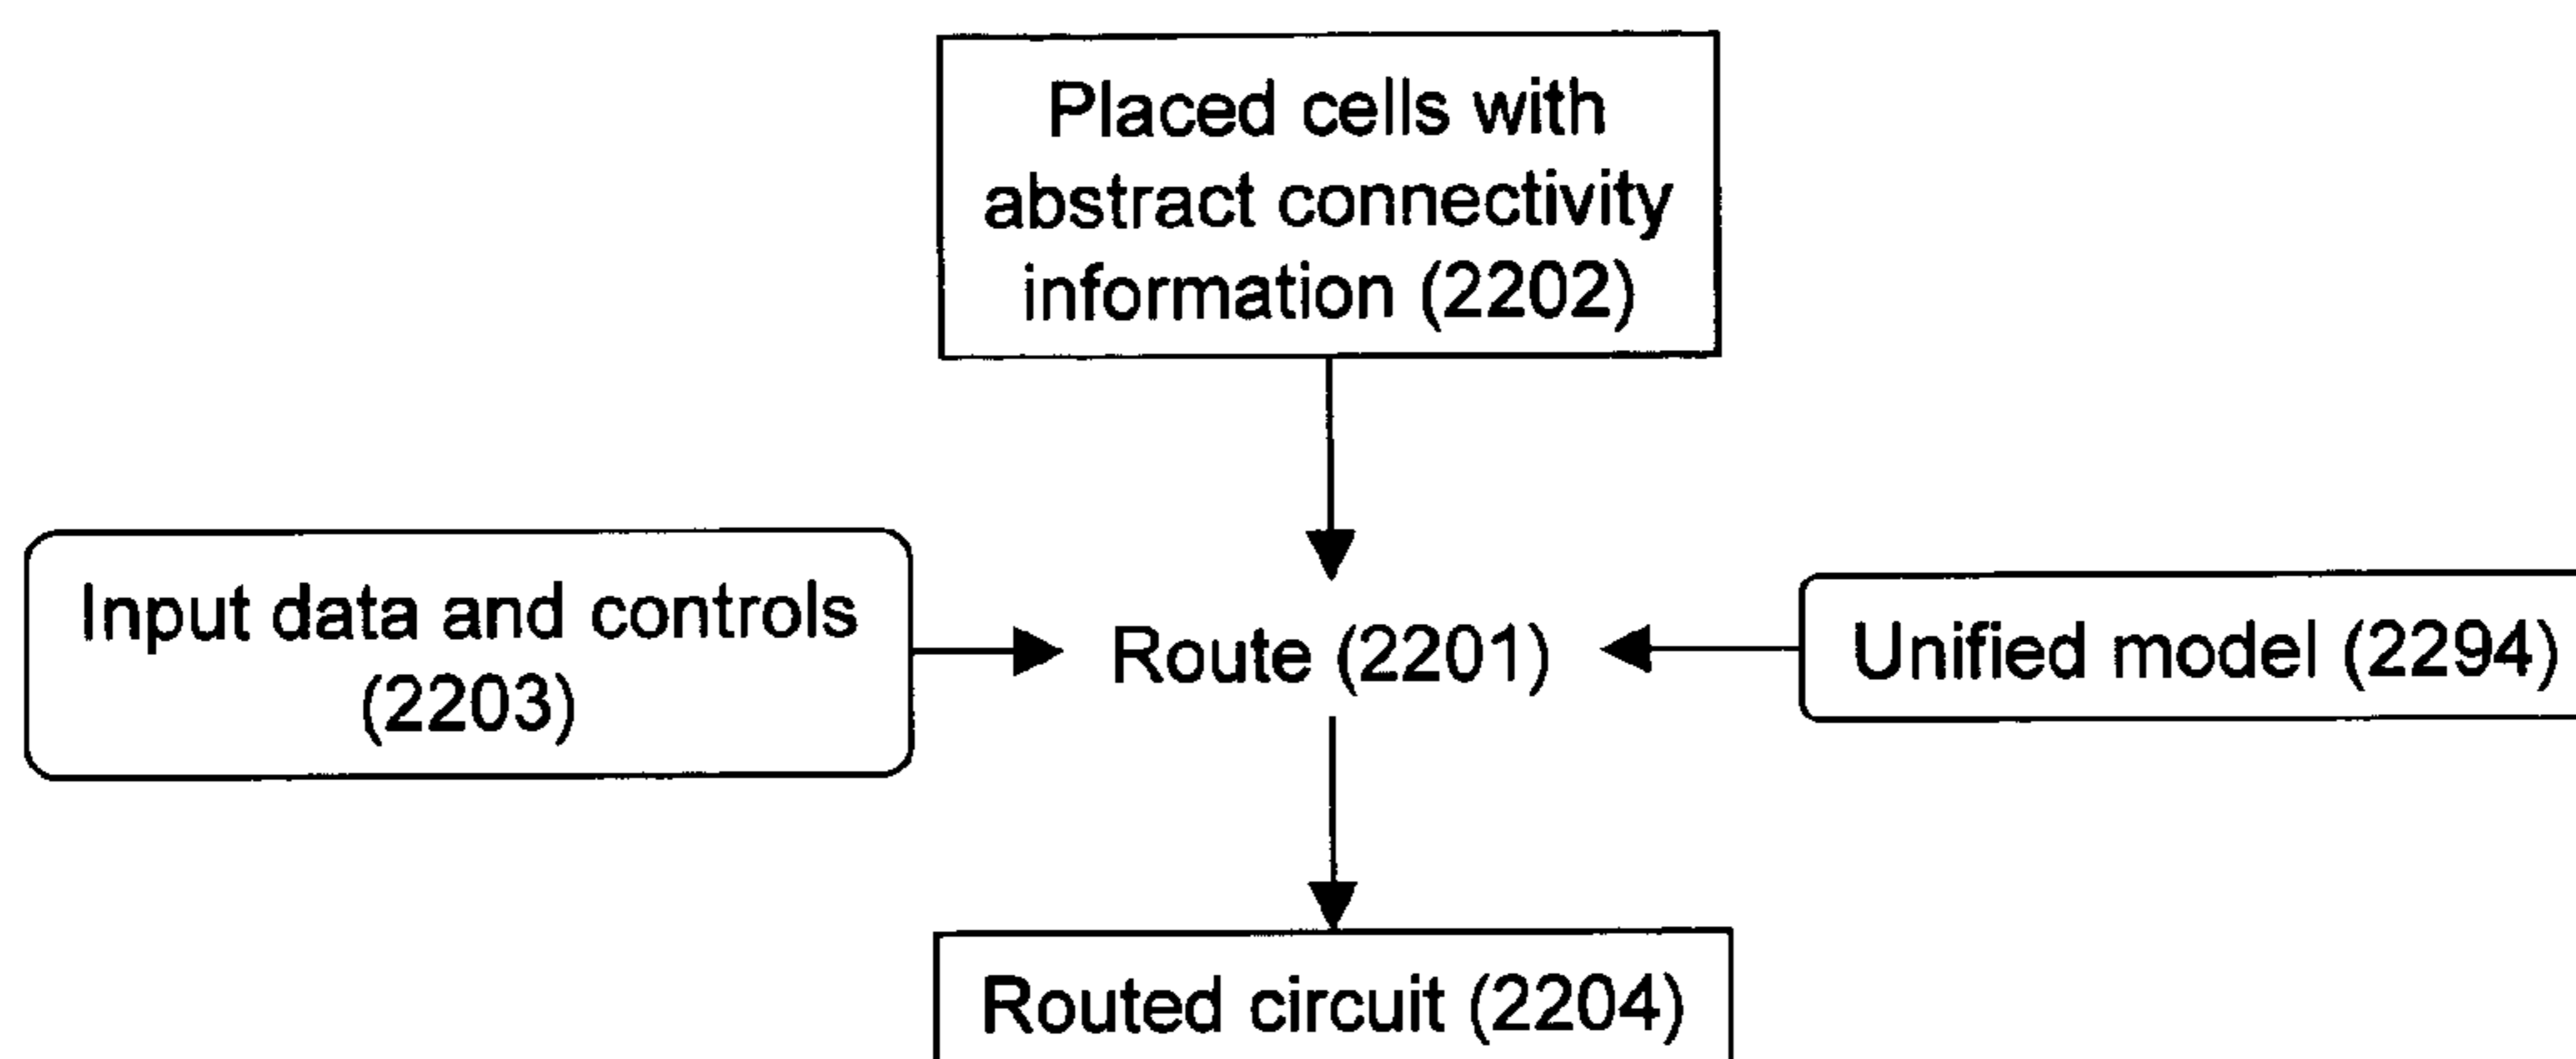 Placed cells with
abstract connectivity
information (2202)
Input data and controls
(2203)
Route (2201)
Unified model (2294)
Routed circuit (2204)